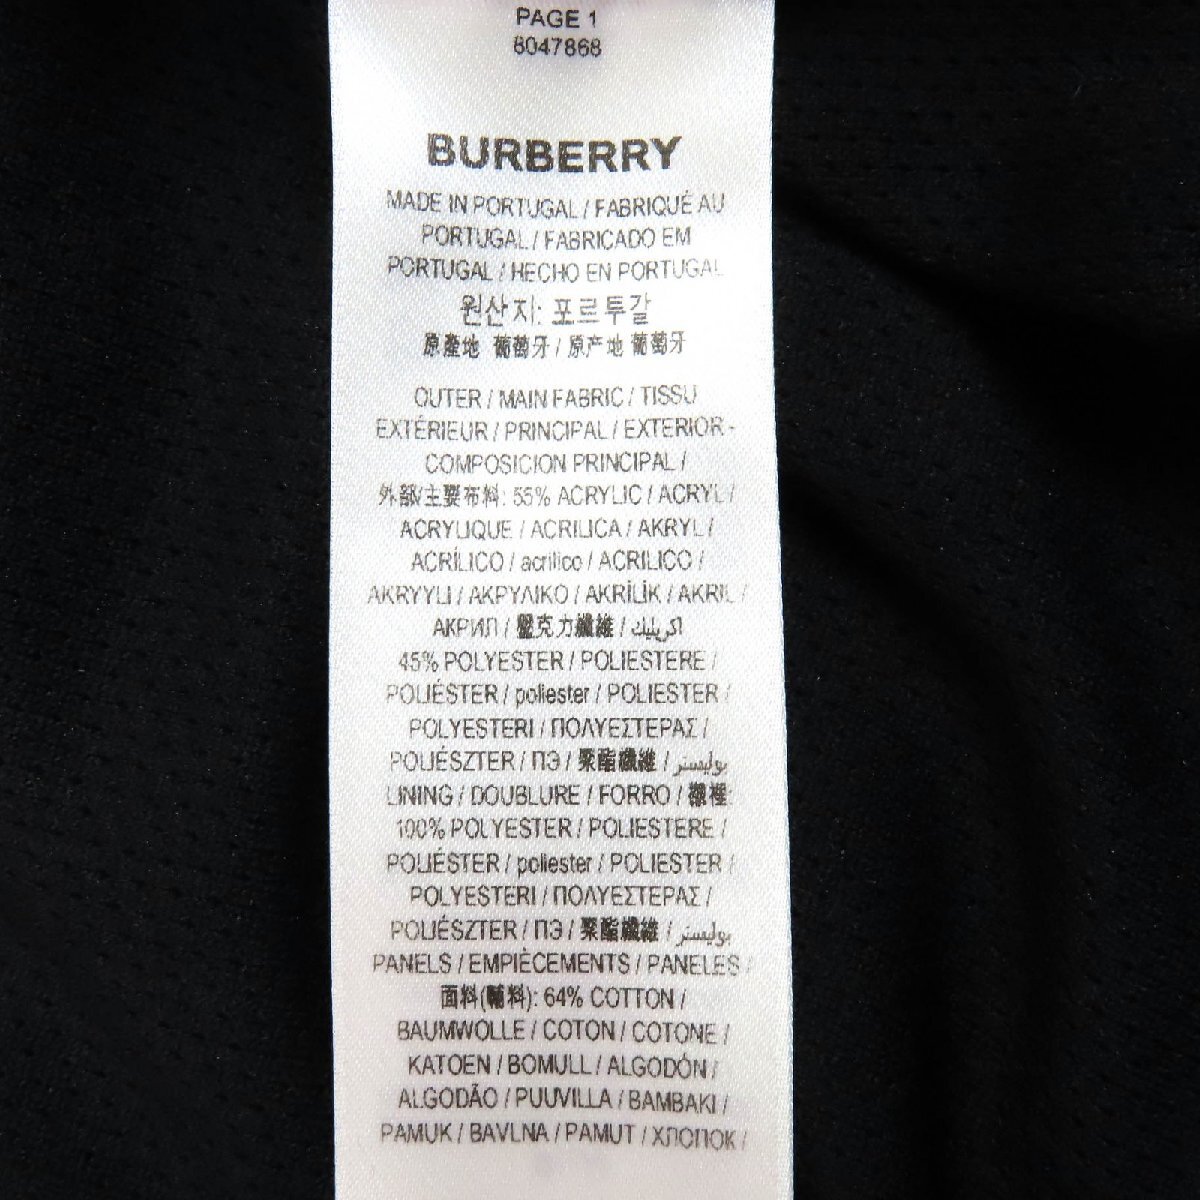 PAGE 1
8047868
BURBERRY
MADE IN PORTUGAL / FABRIQUÉ AU
PORTUGAL / FABRICADO EM
PORTUGAL / HECHO EN PORTUGAL
원산지: 포르투갈
原產地 葡萄牙 / 原产地 葡萄牙
OUTER / MAIN FABRIC / TISSU
EXTÉRIEUR / PRINCIPAL / EXTERIOR -
COMPOSICION PRINCIPAL /
外部/主要布料: 55% ACRYLIC / ACRYL /
ACRYLIQUE / ACRILICA / AKRYL /
ACRÍLICO / acrílico / ACRILICO /
AKRYYLI / ΑΚΡΥΛΙΚΟ / AKRİLİK / AKRIL /
АКРИЛ / 壓克力纖維 / اكريليك
45% POLYESTER / POLIESTERE /
POLIÉSTER / poliester / POLIESTER /
POLYESTERI / ΠΟΛΥΕΣΤΕΡΑΣ /
POLIÉSZTER / ПЭ / 聚酯纖維 / بوليستر
LINING / DOUBLURE / FORRO / 襯裡:
100% POLYESTER / POLIESTERE /
POLIÉSTER / poliester / POLIESTER /
POLYESTERI / ΠΟΛΥΕΣΤΕΡΑΣ /
POLIÉSZTER / ПЭ / 聚酯纖維 / بوليستر
PANELS / EMPIÈCEMENTS / PANELES /
面料(輔料): 64% COTTON /
BAUMWOLLE / COTON / COTONE /
KATOEN / BOMULL / ALGODÓN /
ALGODÃO / PUUVILLA / BAMBAKI /
PAMUK / BAVLNA / PAMUT / ХЛОПОК /